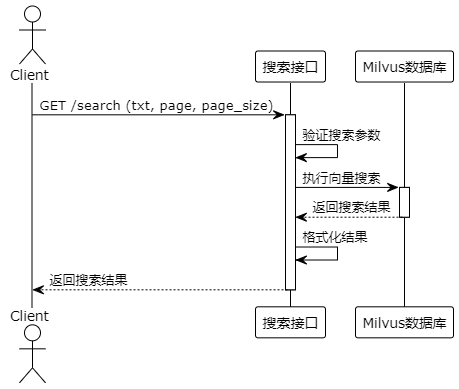 Client
搜索接口
Milvus数据库
GET /search (txt, page, page_size)
验证搜索参数
执行向量搜索
返回搜索结果
格式化结果
返回搜索结果
Client
搜索接口
Milvus数据库